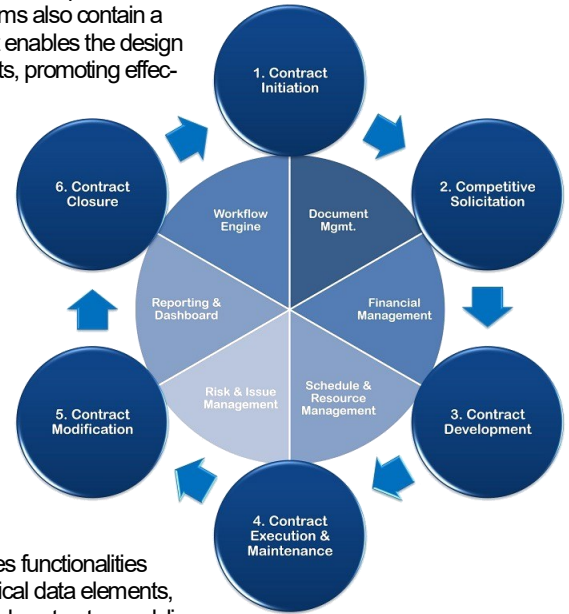 ms also contain a
enables the design
ts, promoting effec-
1. Contract
Initiation
2. Competitive
Solicitation
3. Contract
Development
4. Contract
Execution &
Maintenance
5. Contract
Modification
6. Contract
Closure
Workflow
Engine
Document
Mgmt.
Financial
Management
Schedule &
Resource
Management
Risk & Issue
Management
Reporting &
Dashboard
es functionalities
ical data elements,